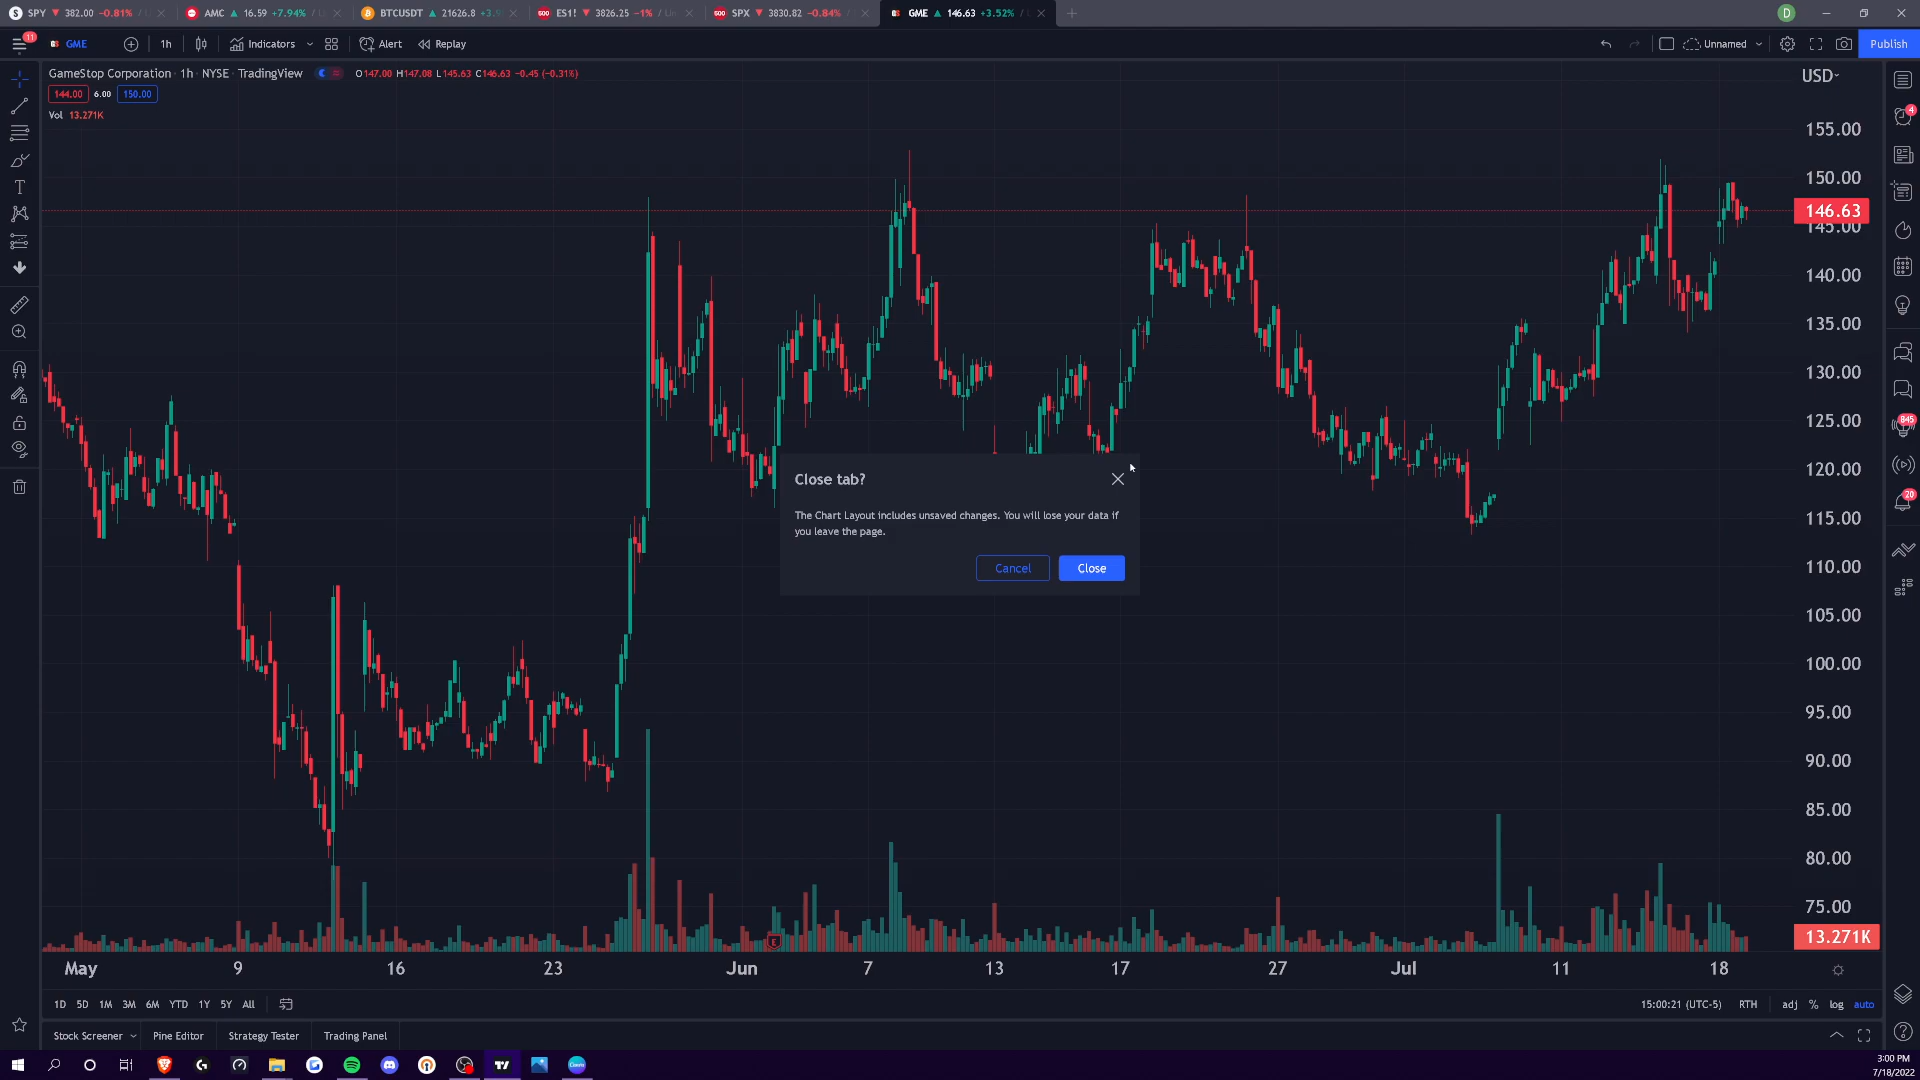 SPY 382.00 -0.81%
AMC 16.59 +7.94%
BTCUSDT 21626.8
500 ES1! 3826.25 -1%
500 SPX 3830.82 -0.84%
GME 146.63 +3.52%
D
11
GME
1h
Indicators
Alert
Replay
Unnamed
Publish
GameStop Corporation · 1h · NYSE · TradingView
O147.00 H147.08 L145.63 C146.63 -0.45 (-0.31%)
144.00 6.00 150.00
Vol 13.271K
USD
155.00
150.00
146.63
145.00
140.00
135.00
130.00
125.00
120.00
115.00
110.00
105.00
100.00
95.00
90.00
85.00
80.00
75.00
13.271K
4
845
20
Close tab?
The Chart Layout includes unsaved changes. You will lose your data if
you leave the page.
Cancel
Close
E
May 9 16 23 Jun 7 13 17 27 Jul 11 18
1D 5D 1M 3M 6M YTD 1Y 5Y All
15:00:21 (UTC-5) RTH adj % log auto
Stock Screener Pine Editor Strategy Tester Trading Panel
3:00 PM
7/18/2022